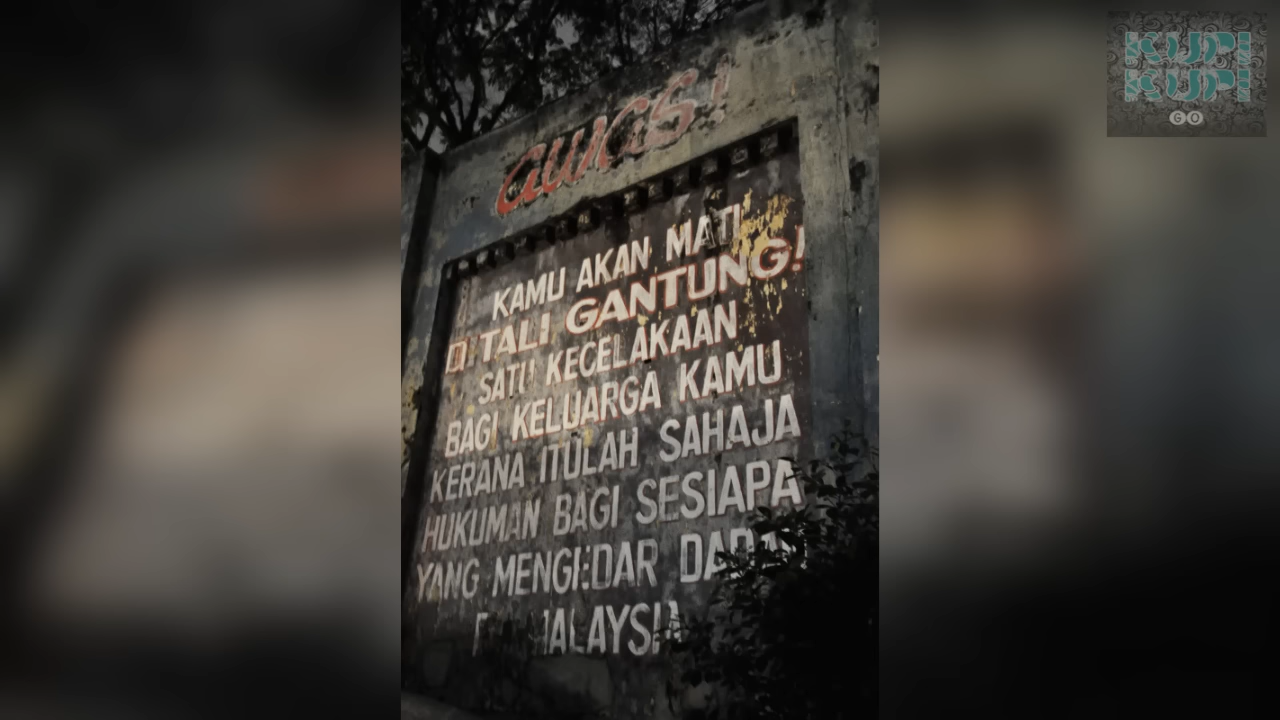 AWAS!
KAMU AKAN MATI
DI TALI GANTUNG!
SATU KECELAKAAN
BAGI KELUARGA KAMU
KERANA ITULAH SAHAJA
HUKUMAN BAGI SESIAPA
YANG MENGEDAR DADAH
MALAYSIA
KUPI
KUPI
GO